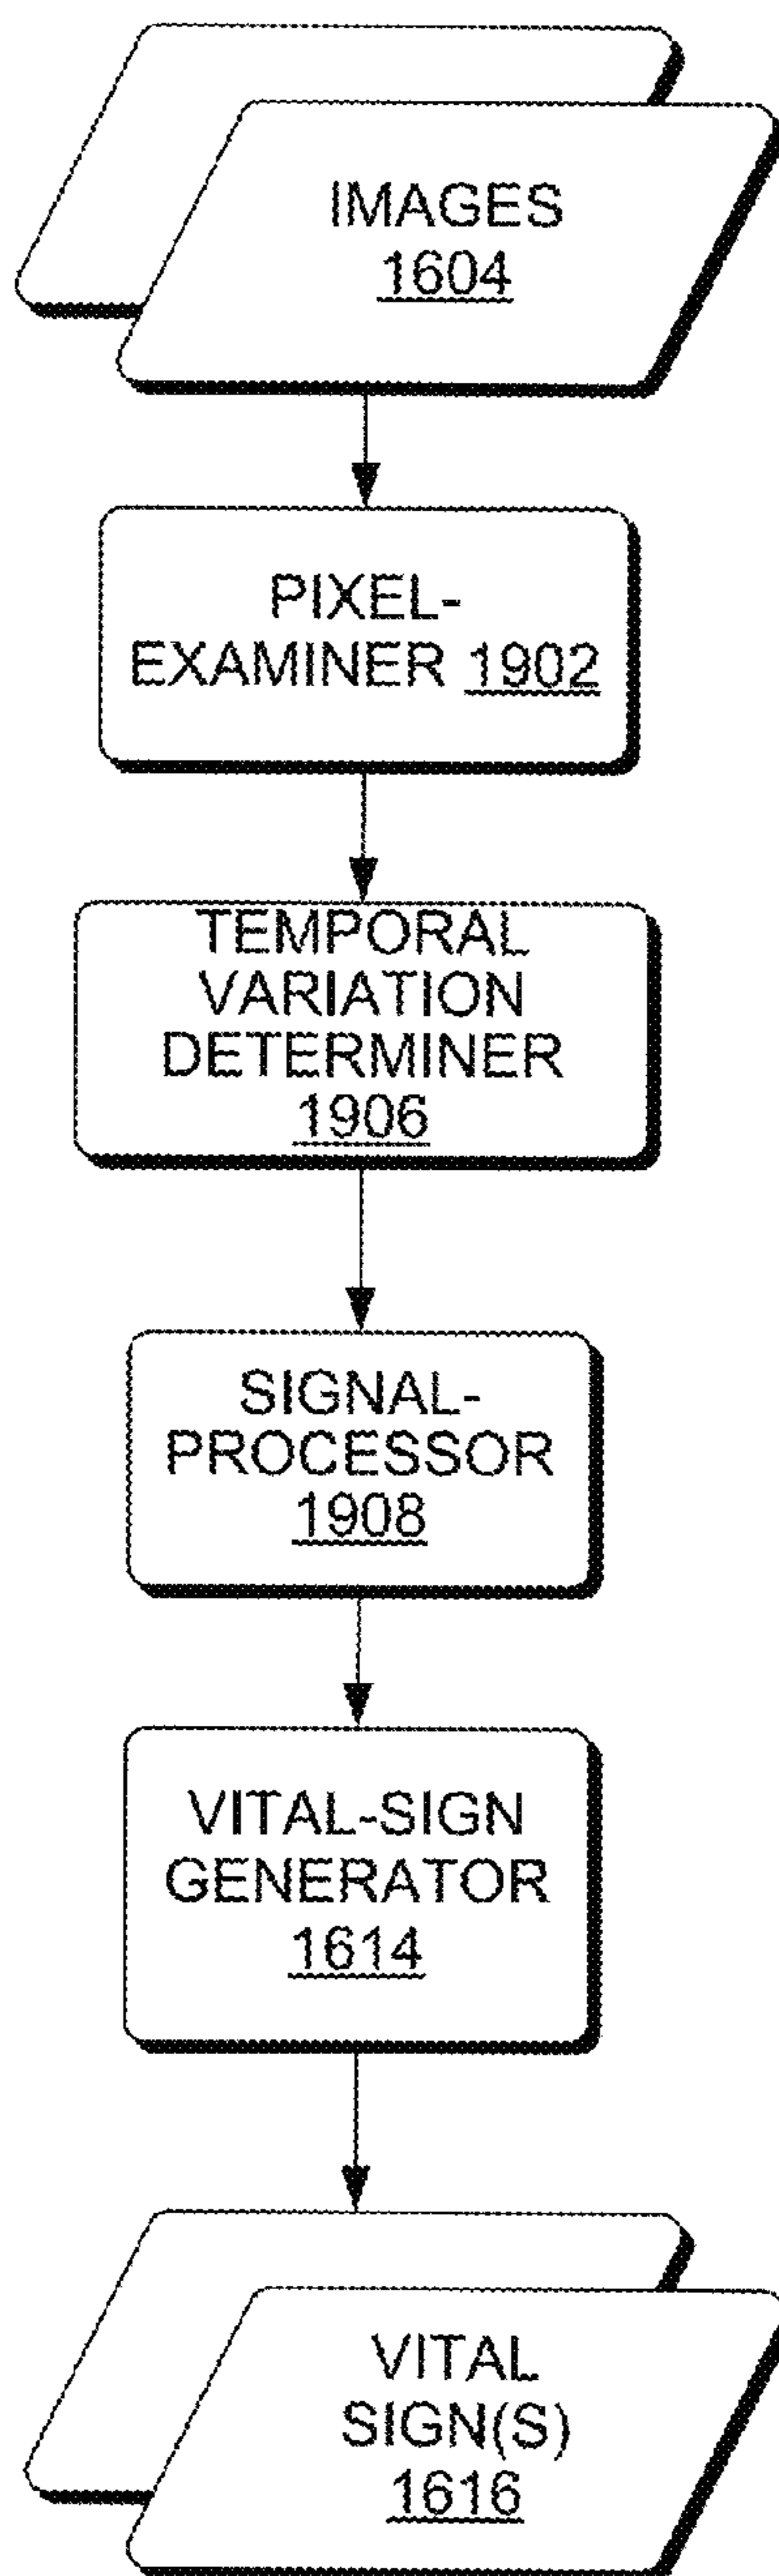 IMAGES
1604
PIXEL-
EXAMINER 1902
TEMPORAL
VARIATION
DETERMINER
1906
SIGNAL-
PROCESSOR
1908
VITAL-SIGN
GENERATOR
1614
VITAL
SIGN(S)
1616